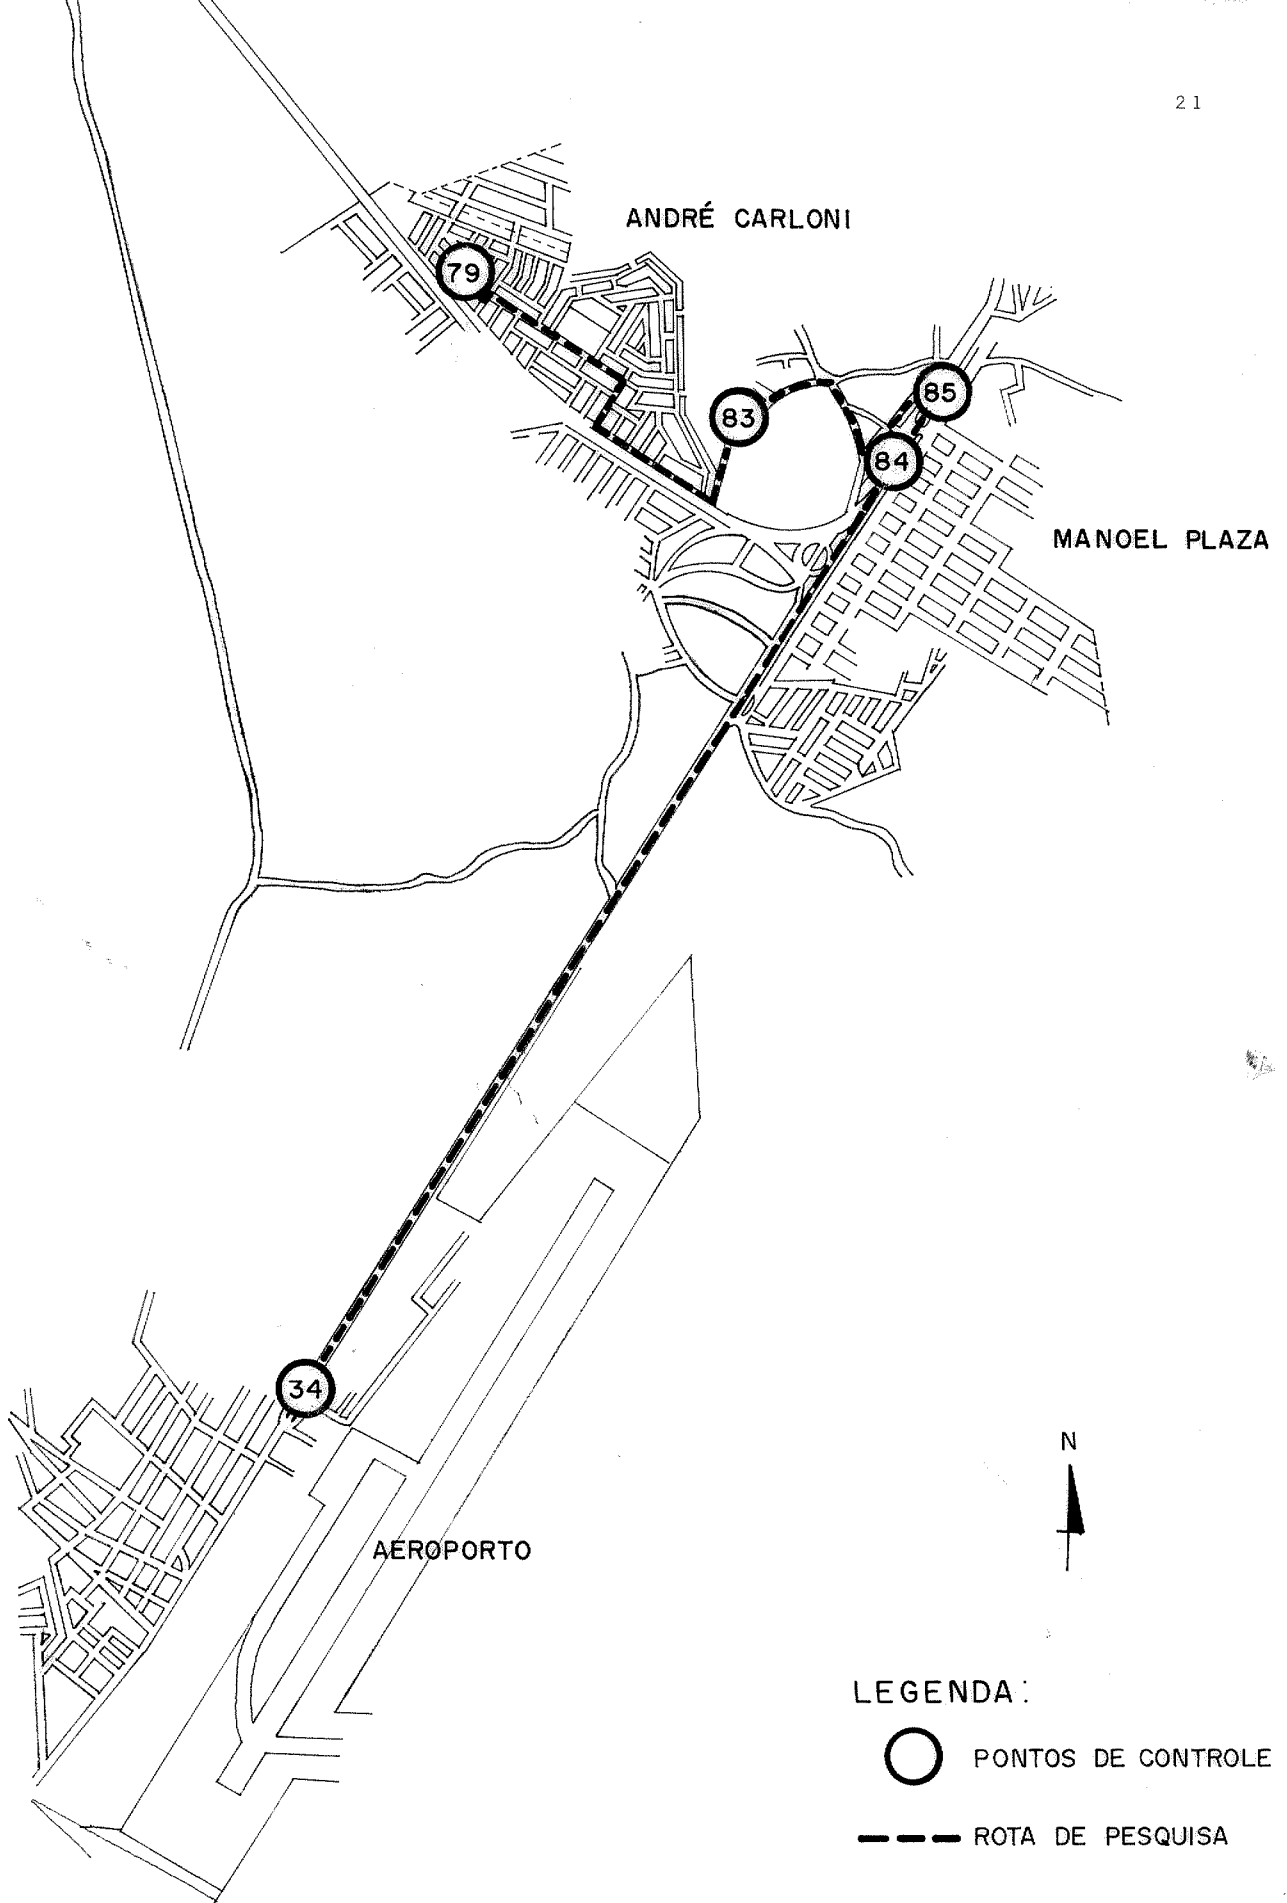 21
ANDRÉ CARLONI
79
85
83
84
MANOEL PLAZA
34
N
AEROPORTO
LEGENDA:
PONTOS DE CONTROLE
ROTA DE PESQUISA